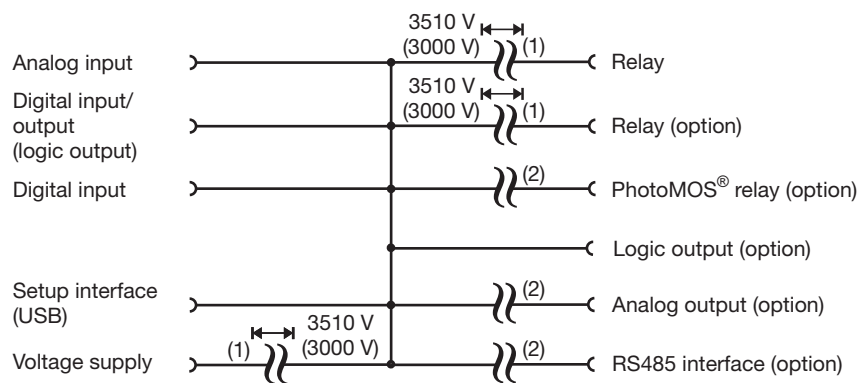 3510 V
(3000 V) (1)
Analog input Relay
3510 V
(3000 V) (1)
Digital input/
output
(logic output)
Relay (option)
(2)
Digital input PhotoMOS® relay (option)
Logic output (option)
Setup interface
(USB)
(2)
Analog output (option)
3510 V
(1) (3000 V) (2)
Voltage supply RS485 interface (option)